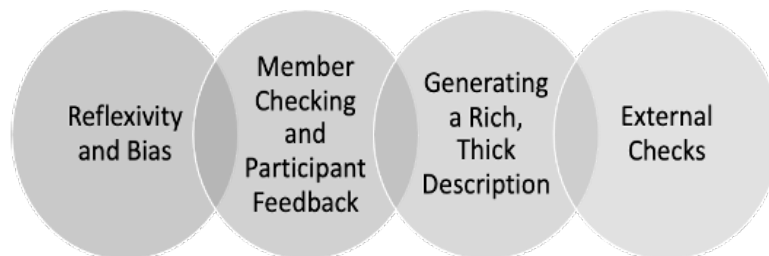 Reflexivity
and Bias
Member
Checking
and
Participant
Feedback
Generating
a Rich,
Thick
Description
External
Checks